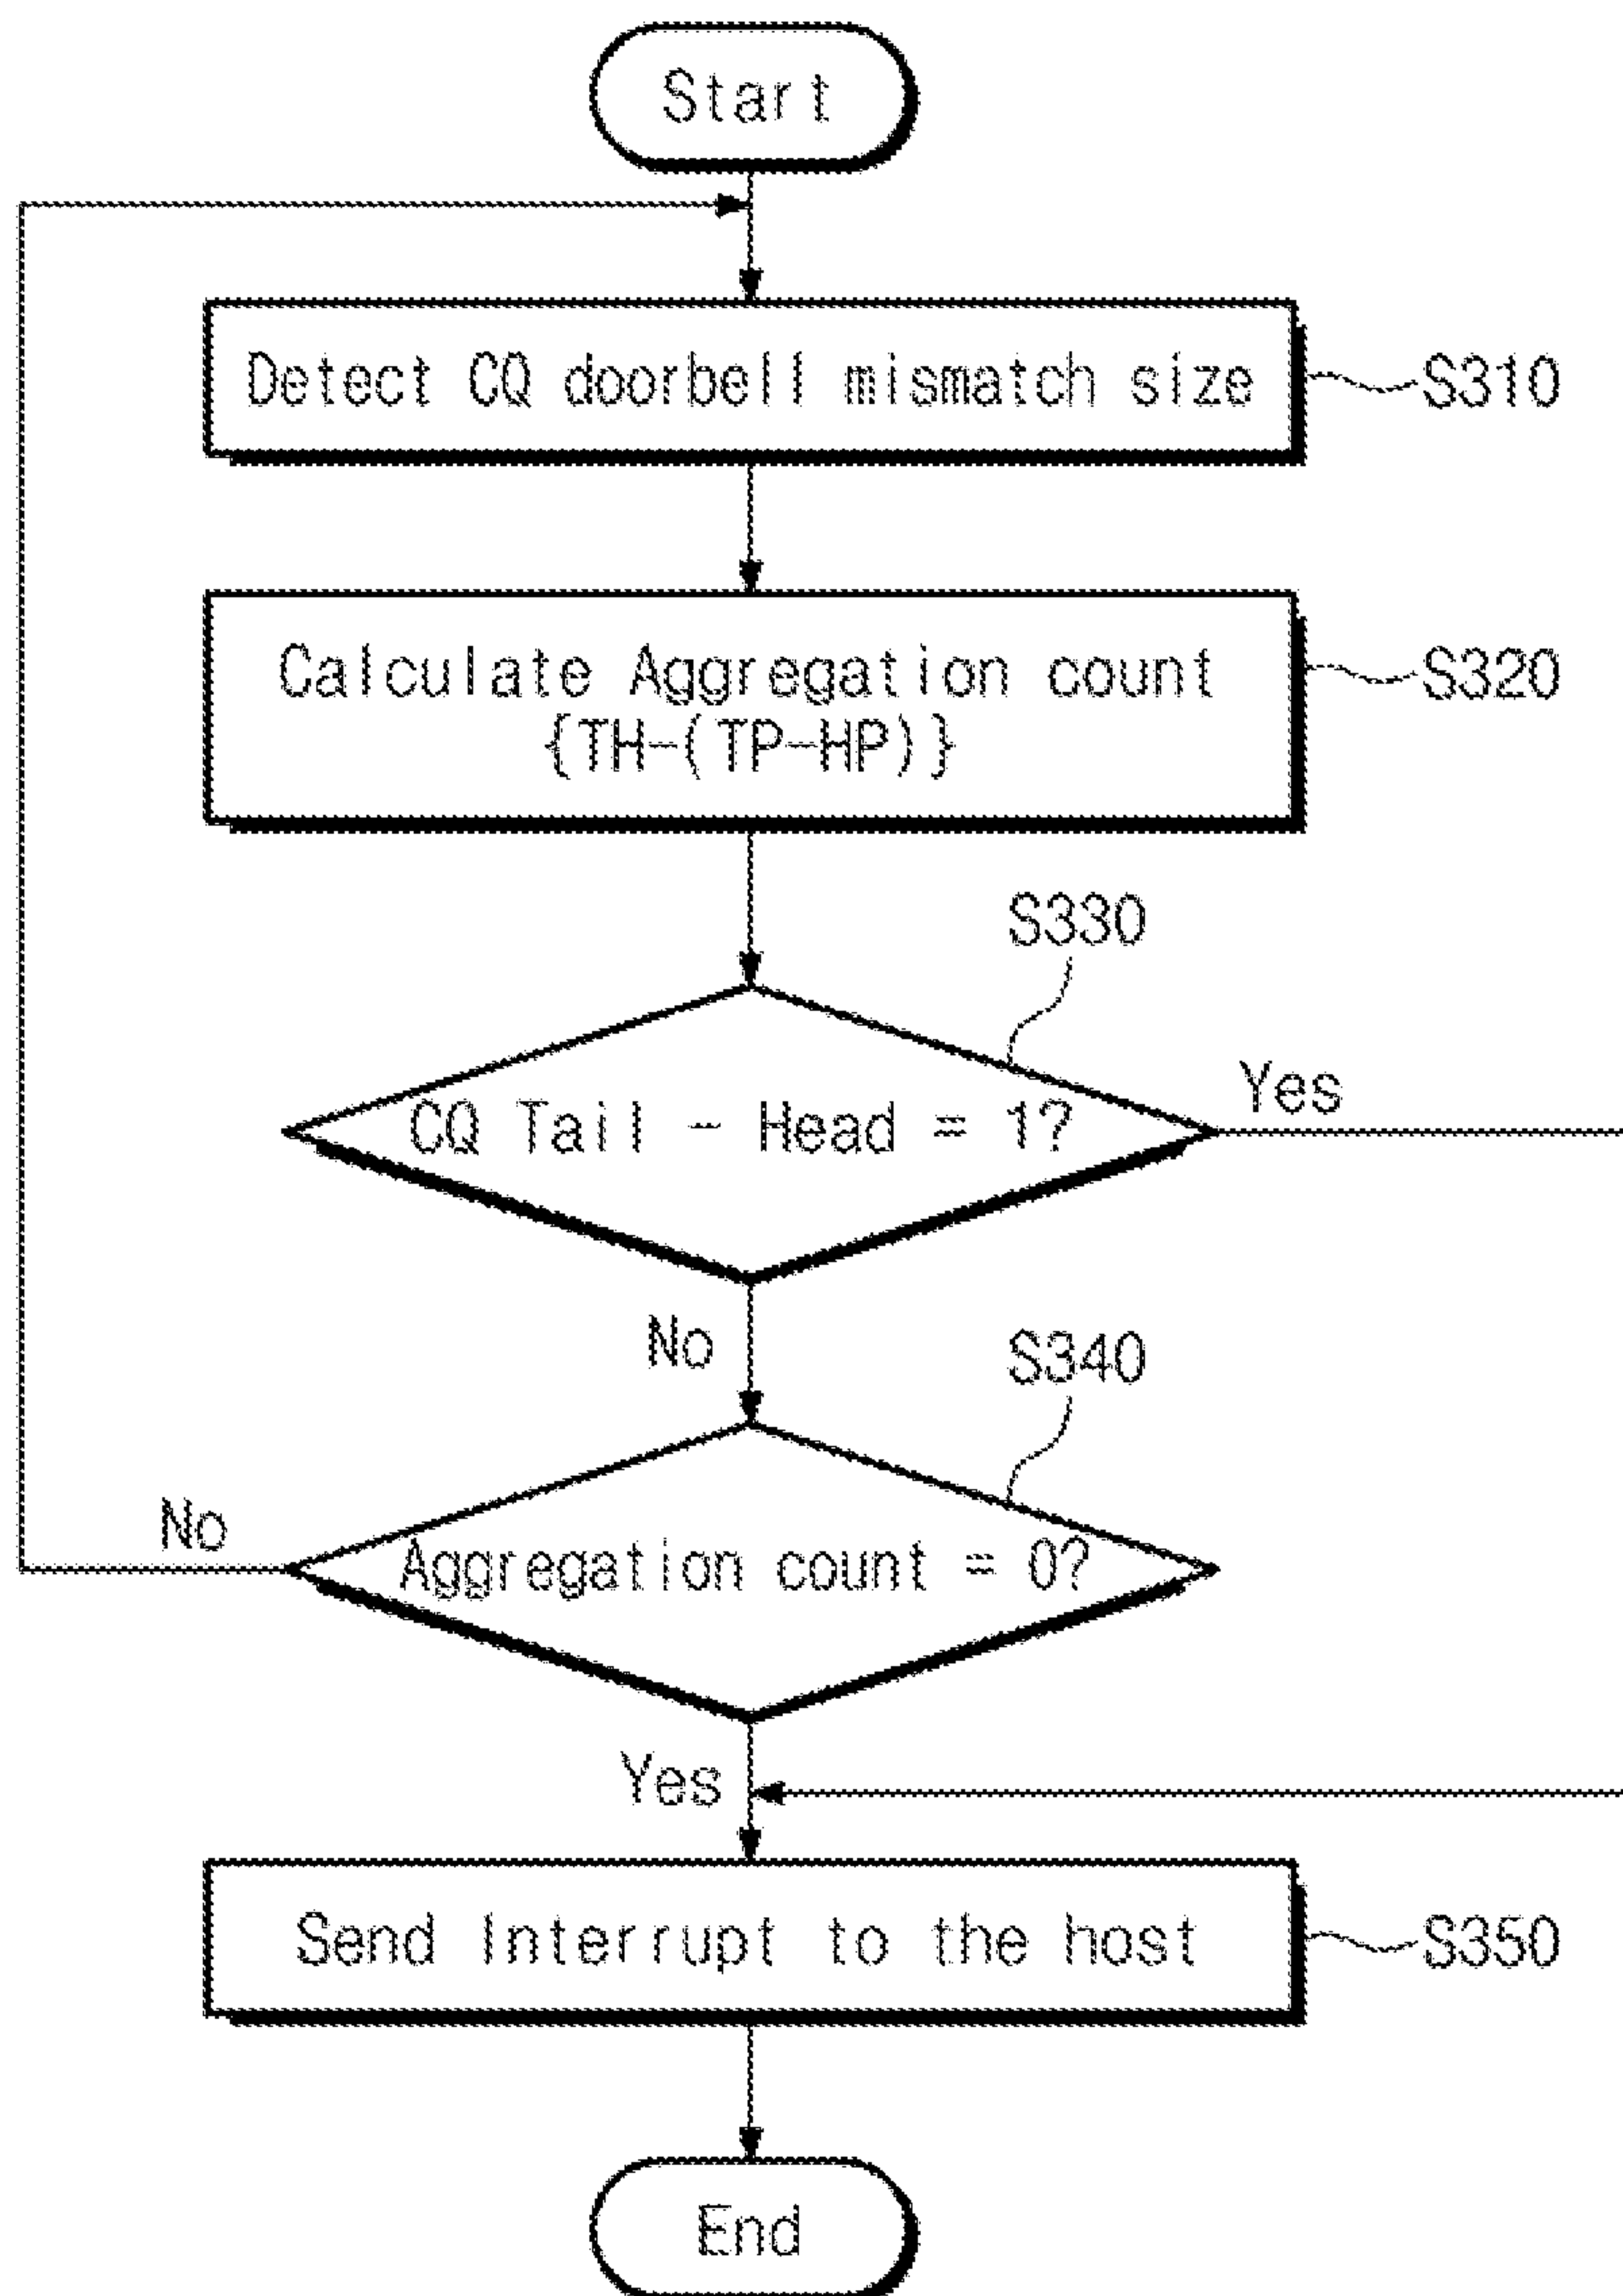 Start
Detect CQ doorbell mismatch size
S310
Calculate Aggregation count
{TH-(TP-HP)}
S320
S330
CQ Tail - Head = 1?
Yes
No
S340
No
Aggregation count = 0?
Yes
Send Interrupt to the host
S350
End